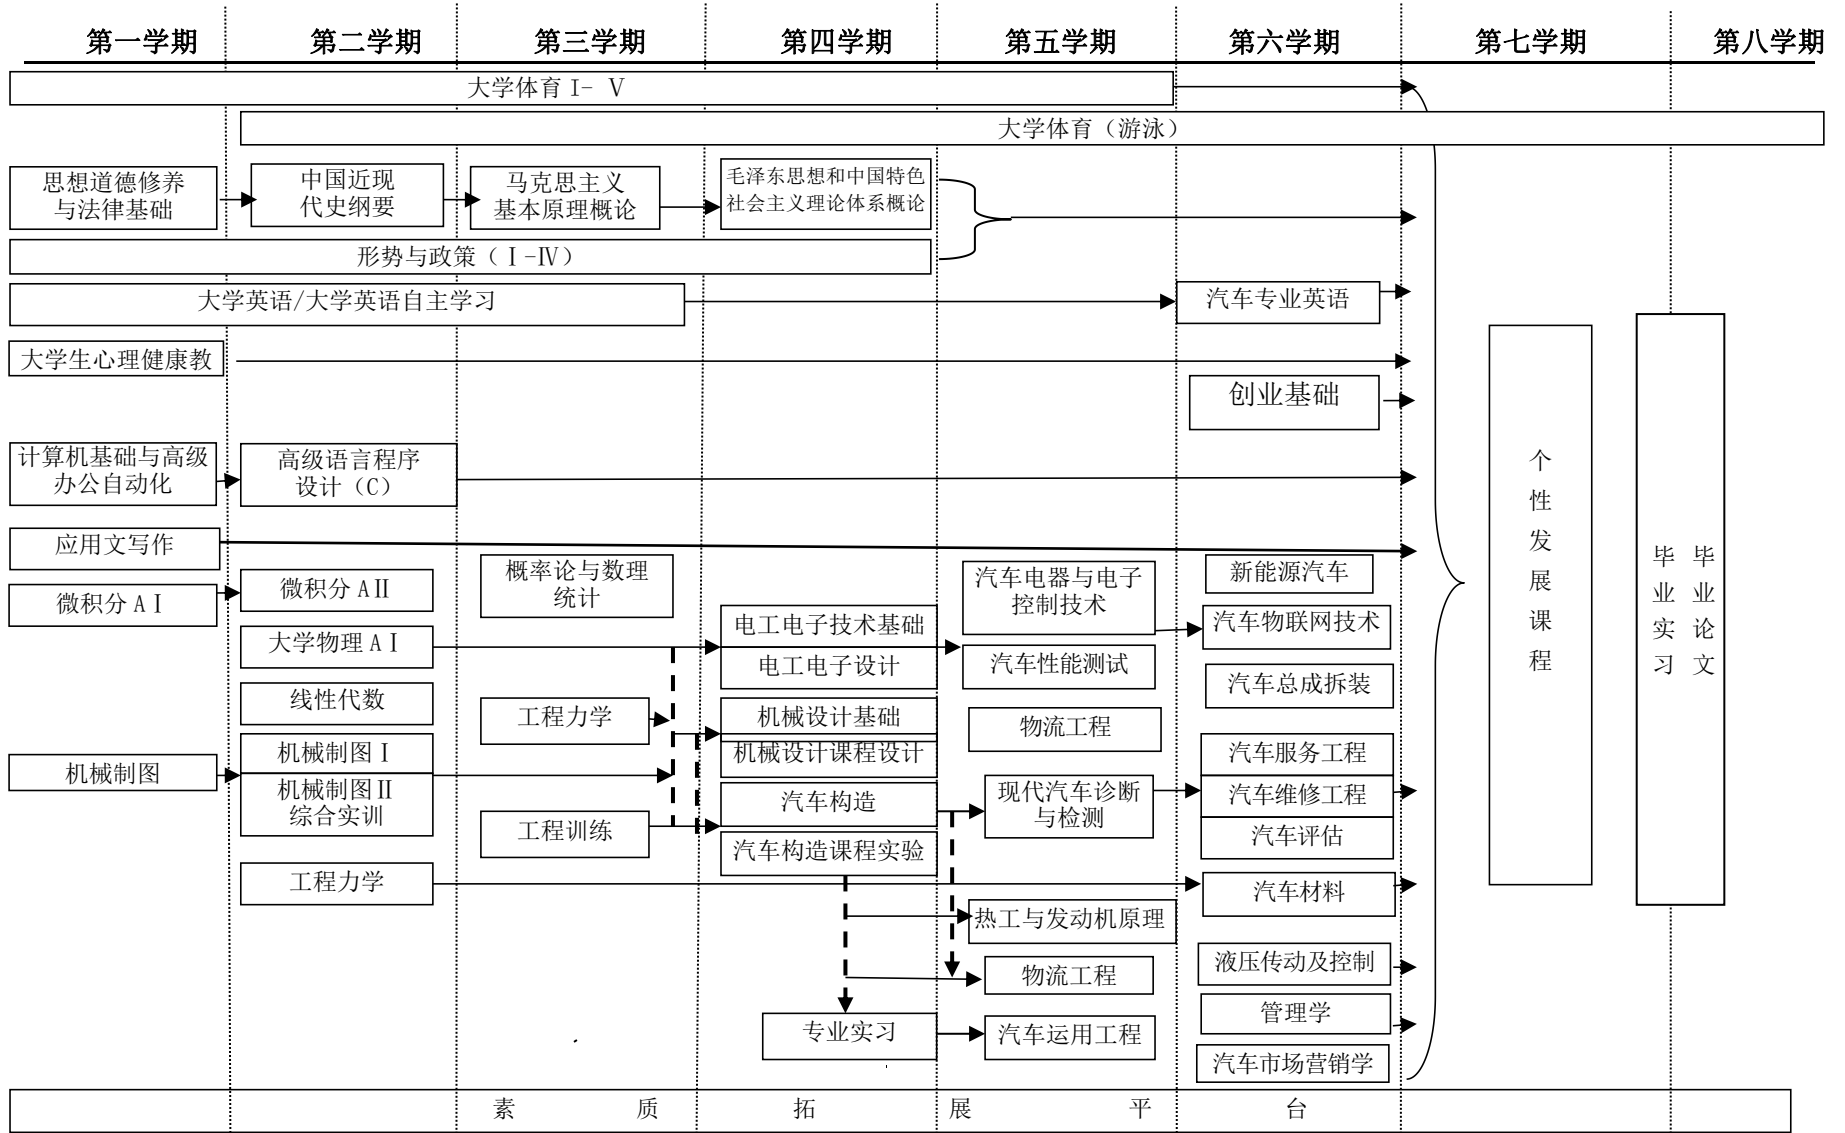 第一学期 第二学期 第三学期 第四学期 第五学期 第六学期 第七学期 第八学期
大学体育 I- Ⅴ
大学体育（游泳）
思想道德修养
与法律基础
中国近现
代史纲要
马克思主义
基本原理概论
毛泽东思想和中国特色
社会主义理论体系概论
形势与政策（Ⅰ-Ⅳ）
大学英语/大学英语自主学习
汽车专业英语
大学生心理健康教
创业基础
计算机基础与高级
办公自动化
高级语言程序
设计（C）
应用文写作
微积分 A Ⅰ
微积分 A Ⅱ
大学物理 A Ⅰ
线性代数
机械制图
机械制图 Ⅰ
机械制图 Ⅱ
综合实训
工程力学
概率论与数理
统计
工程力学
工程训练
电工电子技术基础
电工电子设计
机械设计基础
机械设计课程设计
汽车构造
汽车构造课程实验
专业实习
汽车电器与电子
控制技术
汽车性能测试
物流工程
现代汽车诊断
与检测
热工与发动机原理
物流工程
汽车运用工程
新能源汽车
汽车物联网技术
汽车总成拆装
汽车服务工程
汽车维修工程
汽车评估
汽车材料
液压传动及控制
管理学
汽车市场营销学
个性发展课程
毕业实习
毕业论文
素 质 拓 展 平 台